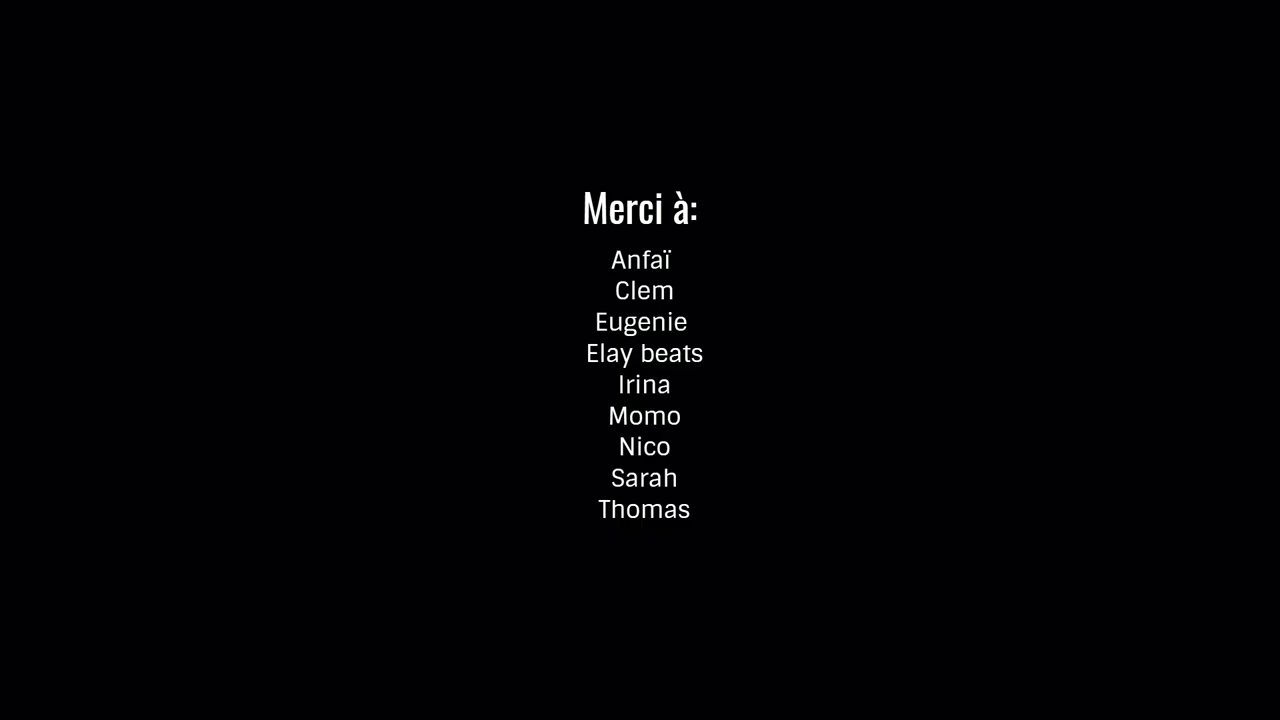 Merci à:
Anfaï
Clem
Eugenie
Elay beats
Irina
Momo
Nico
Sarah
Thomas